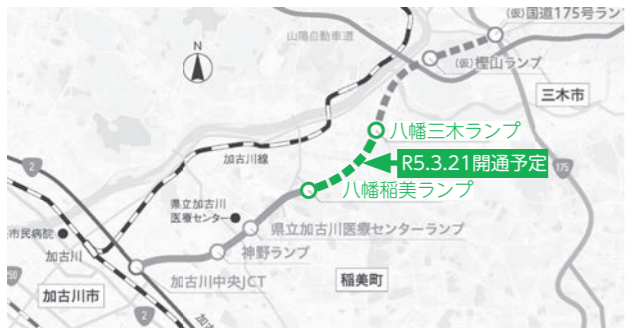 (仮)国道175号ラン
山陽自動車道
N
(仮)樫山ランプ
三木市
八幡三木ランプ
加古川線
R5.3.21開通予定
175
2
八幡稲美ランプ
県立加古川
医療センター
市民病院
県立加古川医療センターランプ
神野ランプ
加古川
250
加古川中央JCT
稲美町
加古川市
2
加古